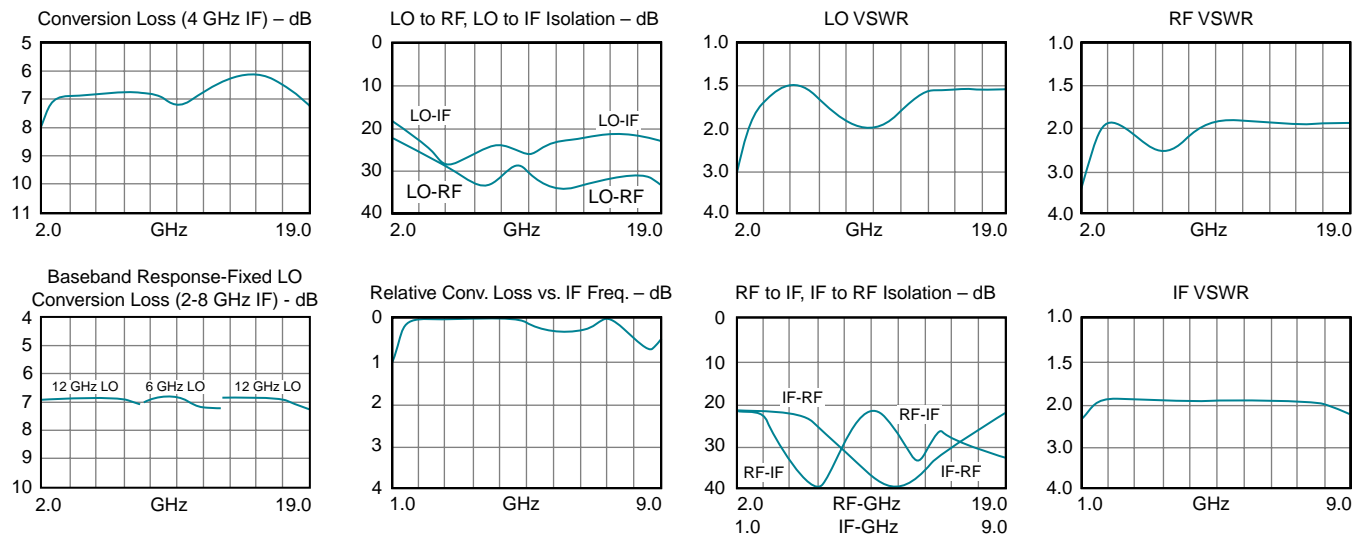 Conversion Loss (4 GHz IF) – dB
5
6
7
8
9
10
11
2.0 GHz 19.0
LO to RF, LO to IF Isolation – dB
0
10
20
30
40
LO-IF
LO-IF
LO-RF
LO-RF
2.0 GHz 19.0
LO VSWR
1.0
1.5
2.0
3.0
4.0
2.0 GHz 19.0
RF VSWR
1.0
1.5
2.0
3.0
4.0
2.0 GHz 19.0
Baseband Response-Fixed LO
Conversion Loss (2-8 GHz IF) - dB
4
5
6
7
8
9
10
12 GHz LO 6 GHz LO 12 GHz LO
2.0 GHz 19.0
Relative Conv. Loss vs. IF Freq. – dB
0
1
2
3
4
1.0 GHz 9.0
RF to IF, IF to RF Isolation – dB
0
10
20
30
40
IF-RF
RF-IF
RF-IF
IF-RF
2.0 RF-GHz 19.0
1.0 IF-GHz 9.0
IF VSWR
1.0
1.5
2.0
3.0
4.0
1.0 GHz 9.0